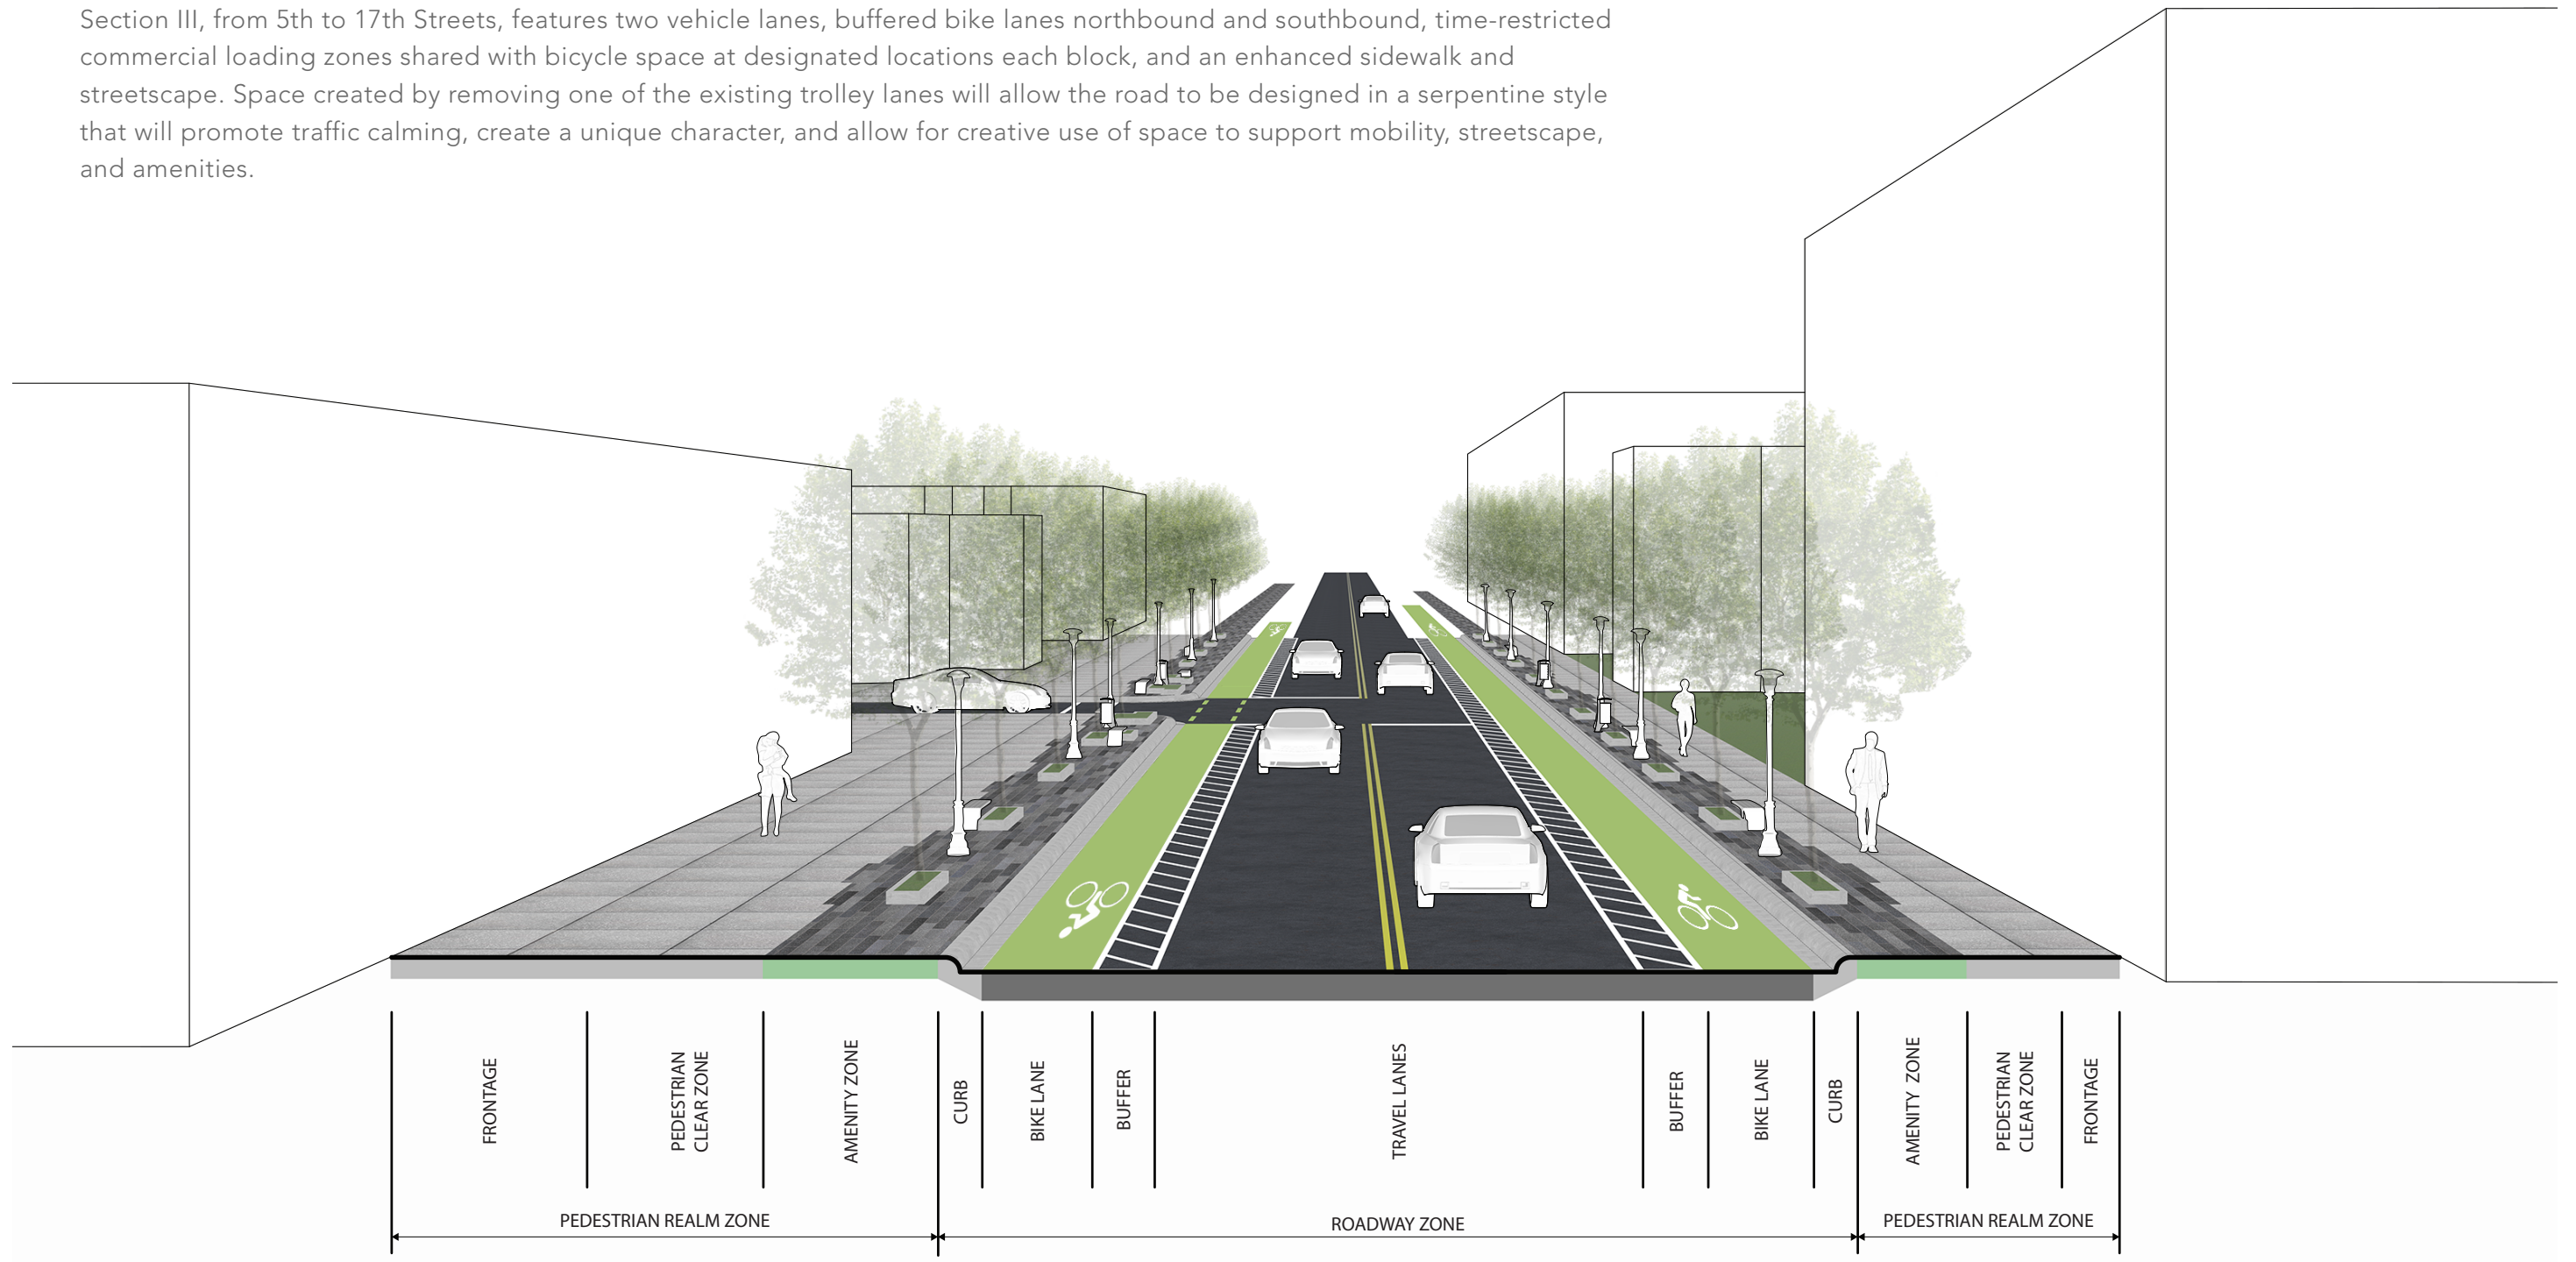 Section III, from 5th to 17th Streets, features two vehicle lanes, buffered bike lanes northbound and southbound, time-restricted
commercial loading zones shared with bicycle space at designated locations each block, and an enhanced sidewalk and
streetscape. Space created by removing one of the existing trolley lanes will allow the road to be designed in a serpentine style
that will promote traffic calming, create a unique character, and allow for creative use of space to support mobility, streetscape,
and amenities.
FRONTAGE
PEDESTRIAN
CLEAR ZONE
AMENITY ZONE
CURB
BIKE LANE
BUFFER
TRAVEL LANES
BUFFER
BIKE LANE
CURB
AMENITY ZONE
PEDESTRIAN
CLEAR ZONE
FRONTAGE
PEDESTRIAN REALM ZONE
ROADWAY ZONE
PEDESTRIAN REALM ZONE